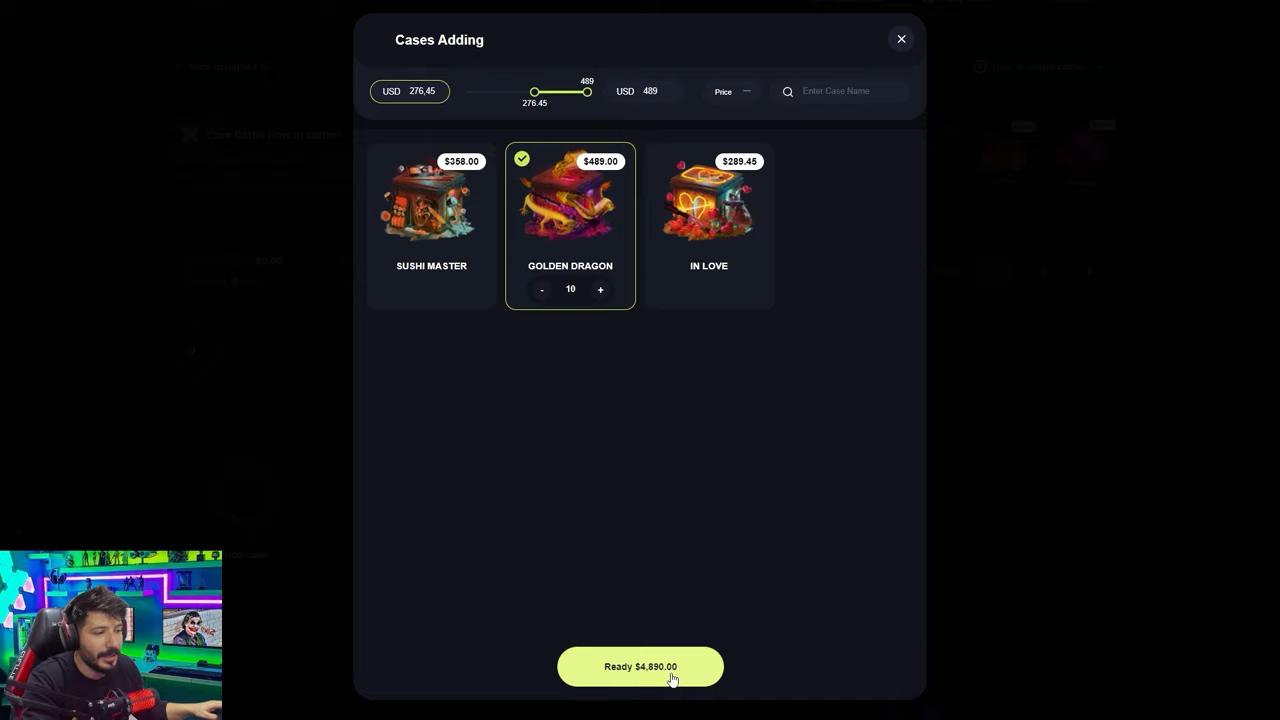 Cases Adding
USD 276,45
489
276.45
USD 489
Price
Enter Case Name
$358.00
$489.00
$289.45
SUSHI MASTER
GOLDEN DRAGON
IN LOVE
- 10 +
Ready $4,890.00